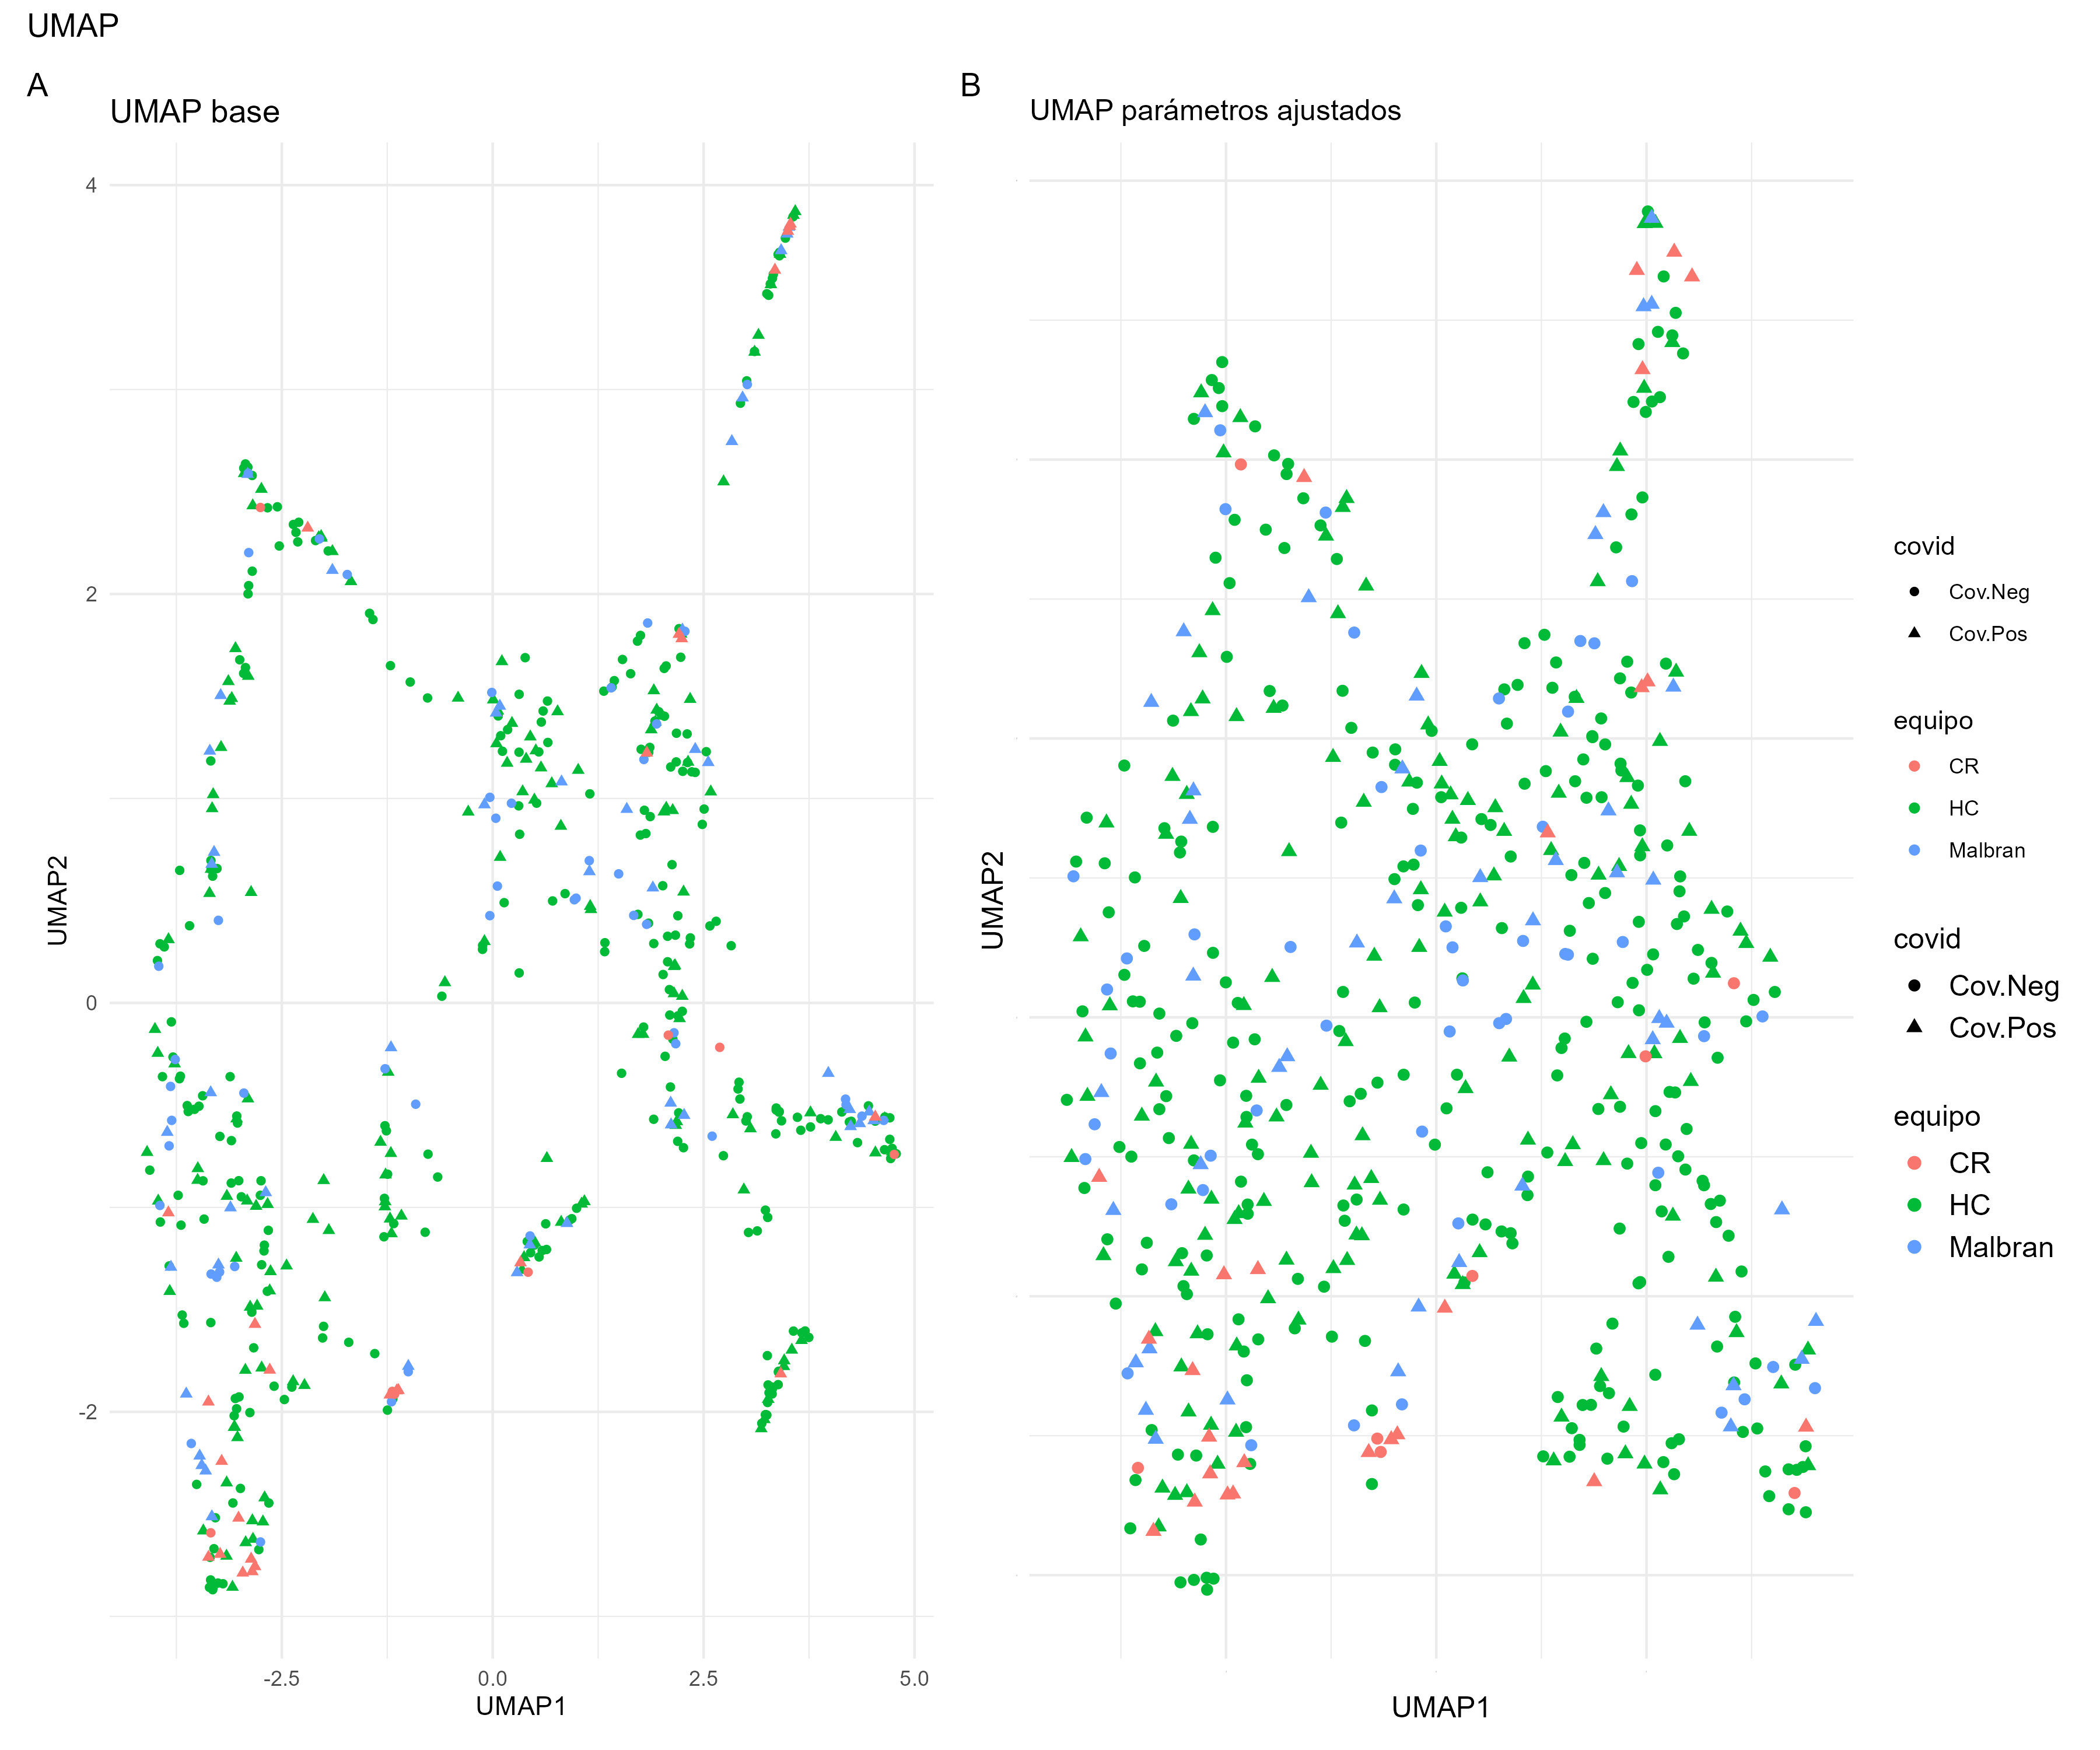 UMAP
A
UMAP base
4
2
0
-2
UMAP2
-2.5
0.0
2.5
5.0
UMAP1
B
UMAP parámetros ajustados
UMAP2
UMAP1
covid
Cov.Neg
Cov.Pos
equipo
CR
HC
Malbran
covid
Cov.Neg
Cov.Pos
equipo
CR
HC
Malbran